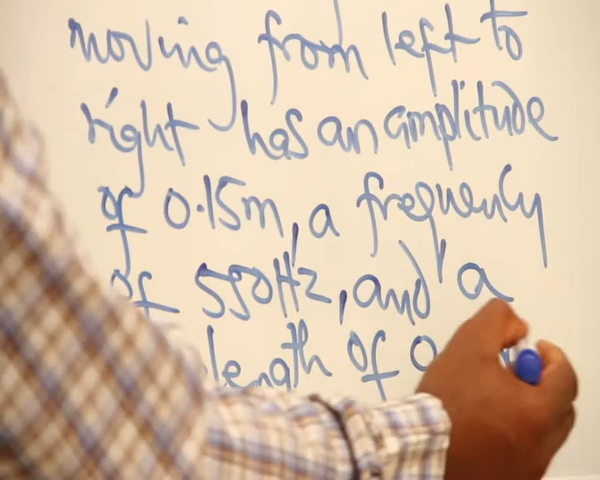 moving from left to
right has an amplitude
of 0.15m, a frequency
of 550Hz, and a
length of 0